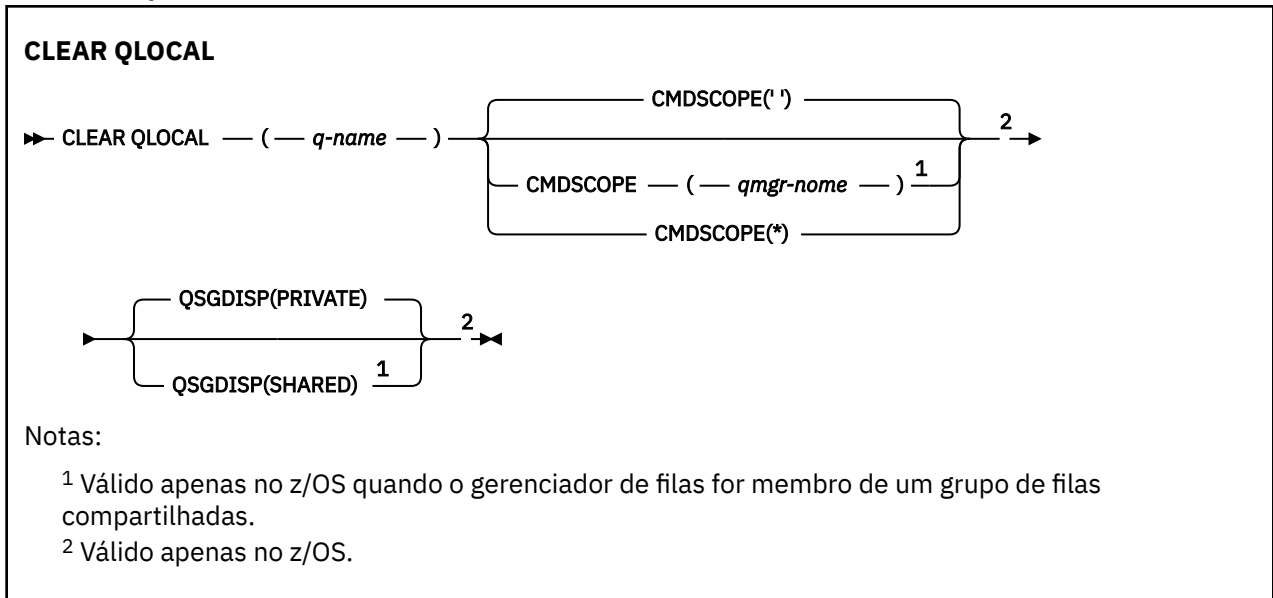 CLEAR QLOCAL
CMDSCOPE(' ')
CLEAR QLOCAL ( q-name ) 2
CMDSCOPE ( qmgr-nome ) 1
CMDSCOPE(*)
QSGDISP(PRIVATE)
2
QSGDISP(SHARED) 1
Notas:
1 Válido apenas no z/OS quando o gerenciador de filas for membro de um grupo de filas
compartilhadas.
2 Válido apenas no z/OS.